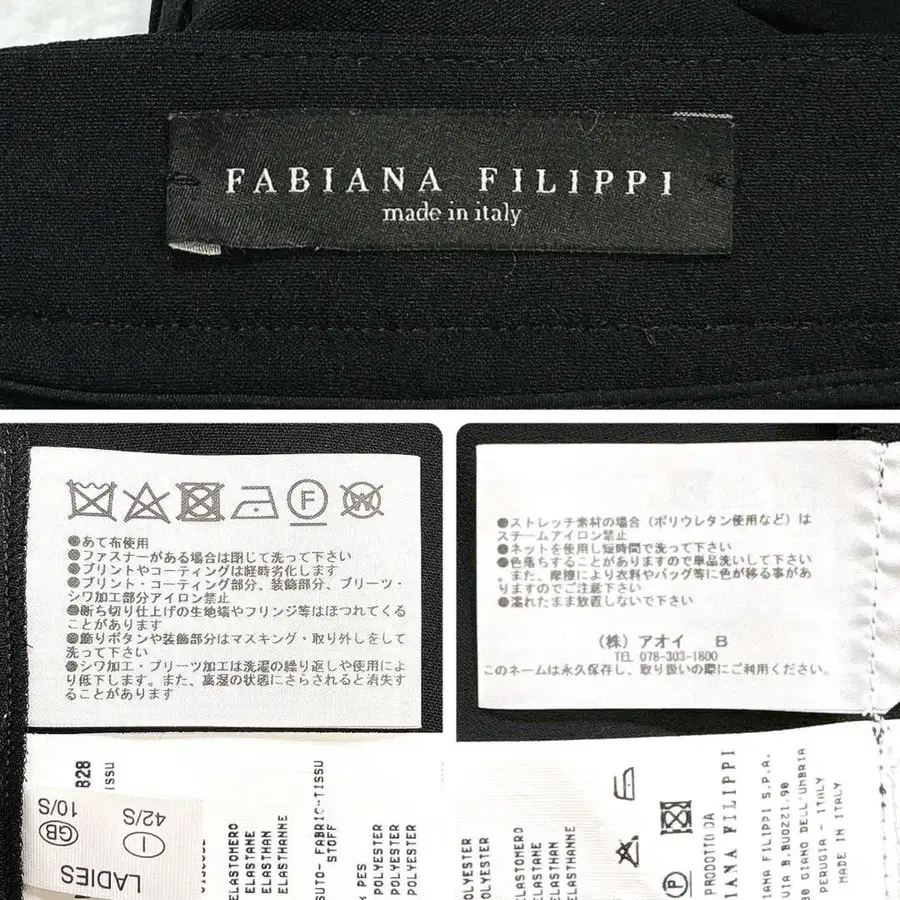 FABIANA FILIPPI
made in italy
F
W
●あて布使用
●ファスナーがある場合は閉じて洗って下さい
●プリントやコーティングは経時劣化します
●プリント・コーティング部分、装飾部分、プリーツ・
シワ加工部分アイロン禁止
●断ち切り仕上げの生地端やフリンジ等はほつれてくる
ことがあります
●飾りボタンや装飾部分はマスキング・取り外しをして
洗って下さい
●シワ加工・プリーツ加工は洗濯の繰り返しや使用によ
り低下します。また、高湿の状態にさらされると消失す
ることがあります
●ストレッチ素材の場合（ポリウレタン使用など）は
スチームアイロン禁止
●ネットを使用し短時間で洗って下さい
●色落ちすることがありますので単品洗いして下さい
。また、摩擦により衣料やバッグ等に色が移る事があ
りますのでご注意下さい
●濡れたまま放置しないで下さい
（株）アオイ B
TEL 078-303-1800
このネームは永久保存し、取り扱いの際にご利用ください。
828
ISSU
LADIES
I 42/S
GB 10/S
ELASTOMERO
ELASTANE
ELASTHAN
ELASTHANNE
SUTO-FABRIC-TISSU
STOFF
PES
POLYESTER
POLYESTER
POLYESTER
POLYESTER
POLYESTER
ELASTOMERO
ELASTANE
ELASTHAN
ELASTHANNE
P
PRODOTTO DA
IANA FILIPPI
IANA FILIPPI S.P.A.
VIA B.BUOZZI.90
30 GIANO DELL'UMBRIA
PERUGIA - ITALY
MADE IN ITALY